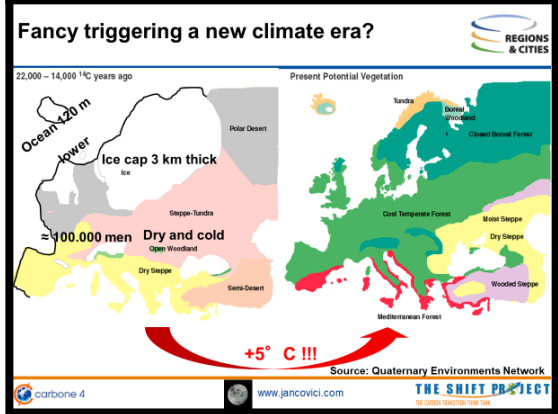 Fancy triggering a new climate era?
REGIONS
& CITIES
22,000 – 14,000 ¹⁴C years ago
Ocean 120 m
lower
Polar Desert
Ice cap 3 km thick
Ice
Steppe-Tundra
≈ 100.000 men
Dry and cold
Open Woodland
Dry Steppe
Semi-Desert
Present Potential Vegetation
Tundra
Boreal
Woodland
Closed Boreal Forest
Cool Temperate Forest
Moist Steppe
Dry Steppe
Wooded Steppe
Mediterranean Forest
+5° C !!!
Source: Quaternary Environments Network
carbone 4
www.jancovici.com
THE SHIFT PROJECT
THE CARBON TRANSITION THINK TANK